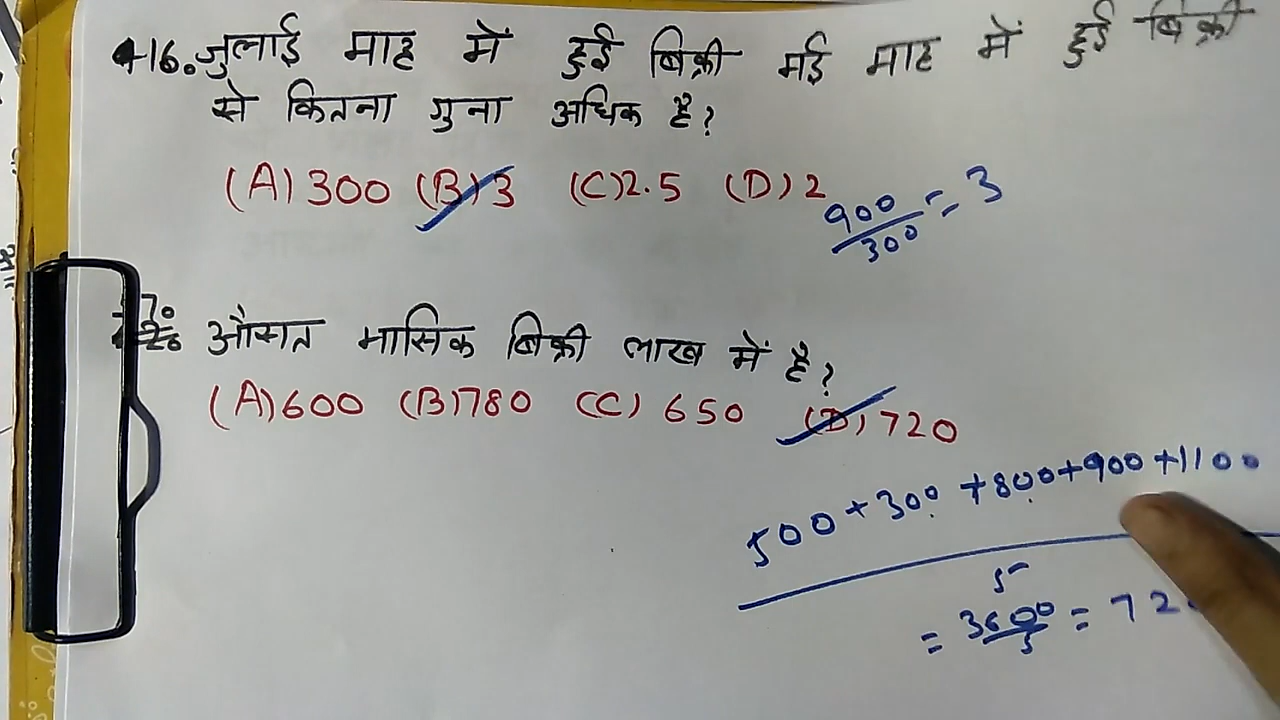 16. जुलाई माह में हुई बिक्री मई माह में हुई बिक्री
से कितना गुना अधिक है?
(A) 300 (B) 3 (C) 2.5 (D) 2
900/300 = 3
औसत मासिक बिक्री लाख में है?
(A) 600 (B) 780 (C) 650 (D) 720
500 + 300 + 800 + 900 + 1100
5
= 3600/5 = 720